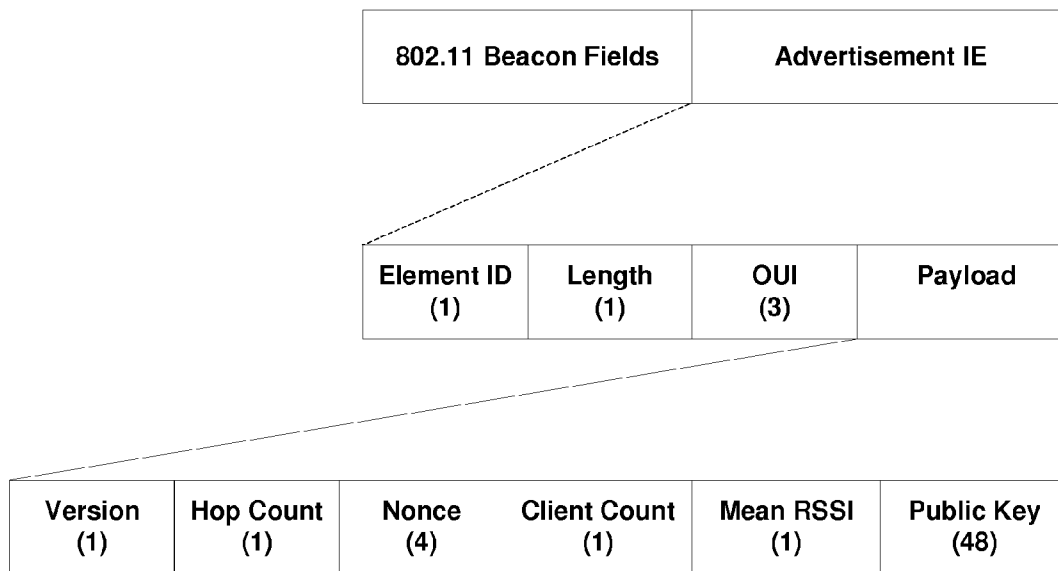 802.11 Beacon Fields Advertisement IE
Element ID Length OUI Payload
(1) (1) (3)
Version Hop Count Nonce Client Count Mean RSSI Public Key
(1) (1) (4) (1) (1) (48)